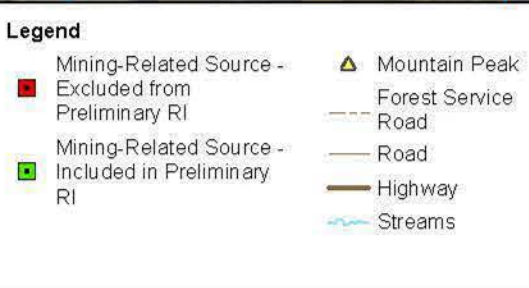 Legend
Mining-Related Source -
Excluded from
Preliminary RI
Mining-Related Source -
Included in Preliminary
RI
Mountain Peak
Forest Service
Road
Road
Highway
Streams